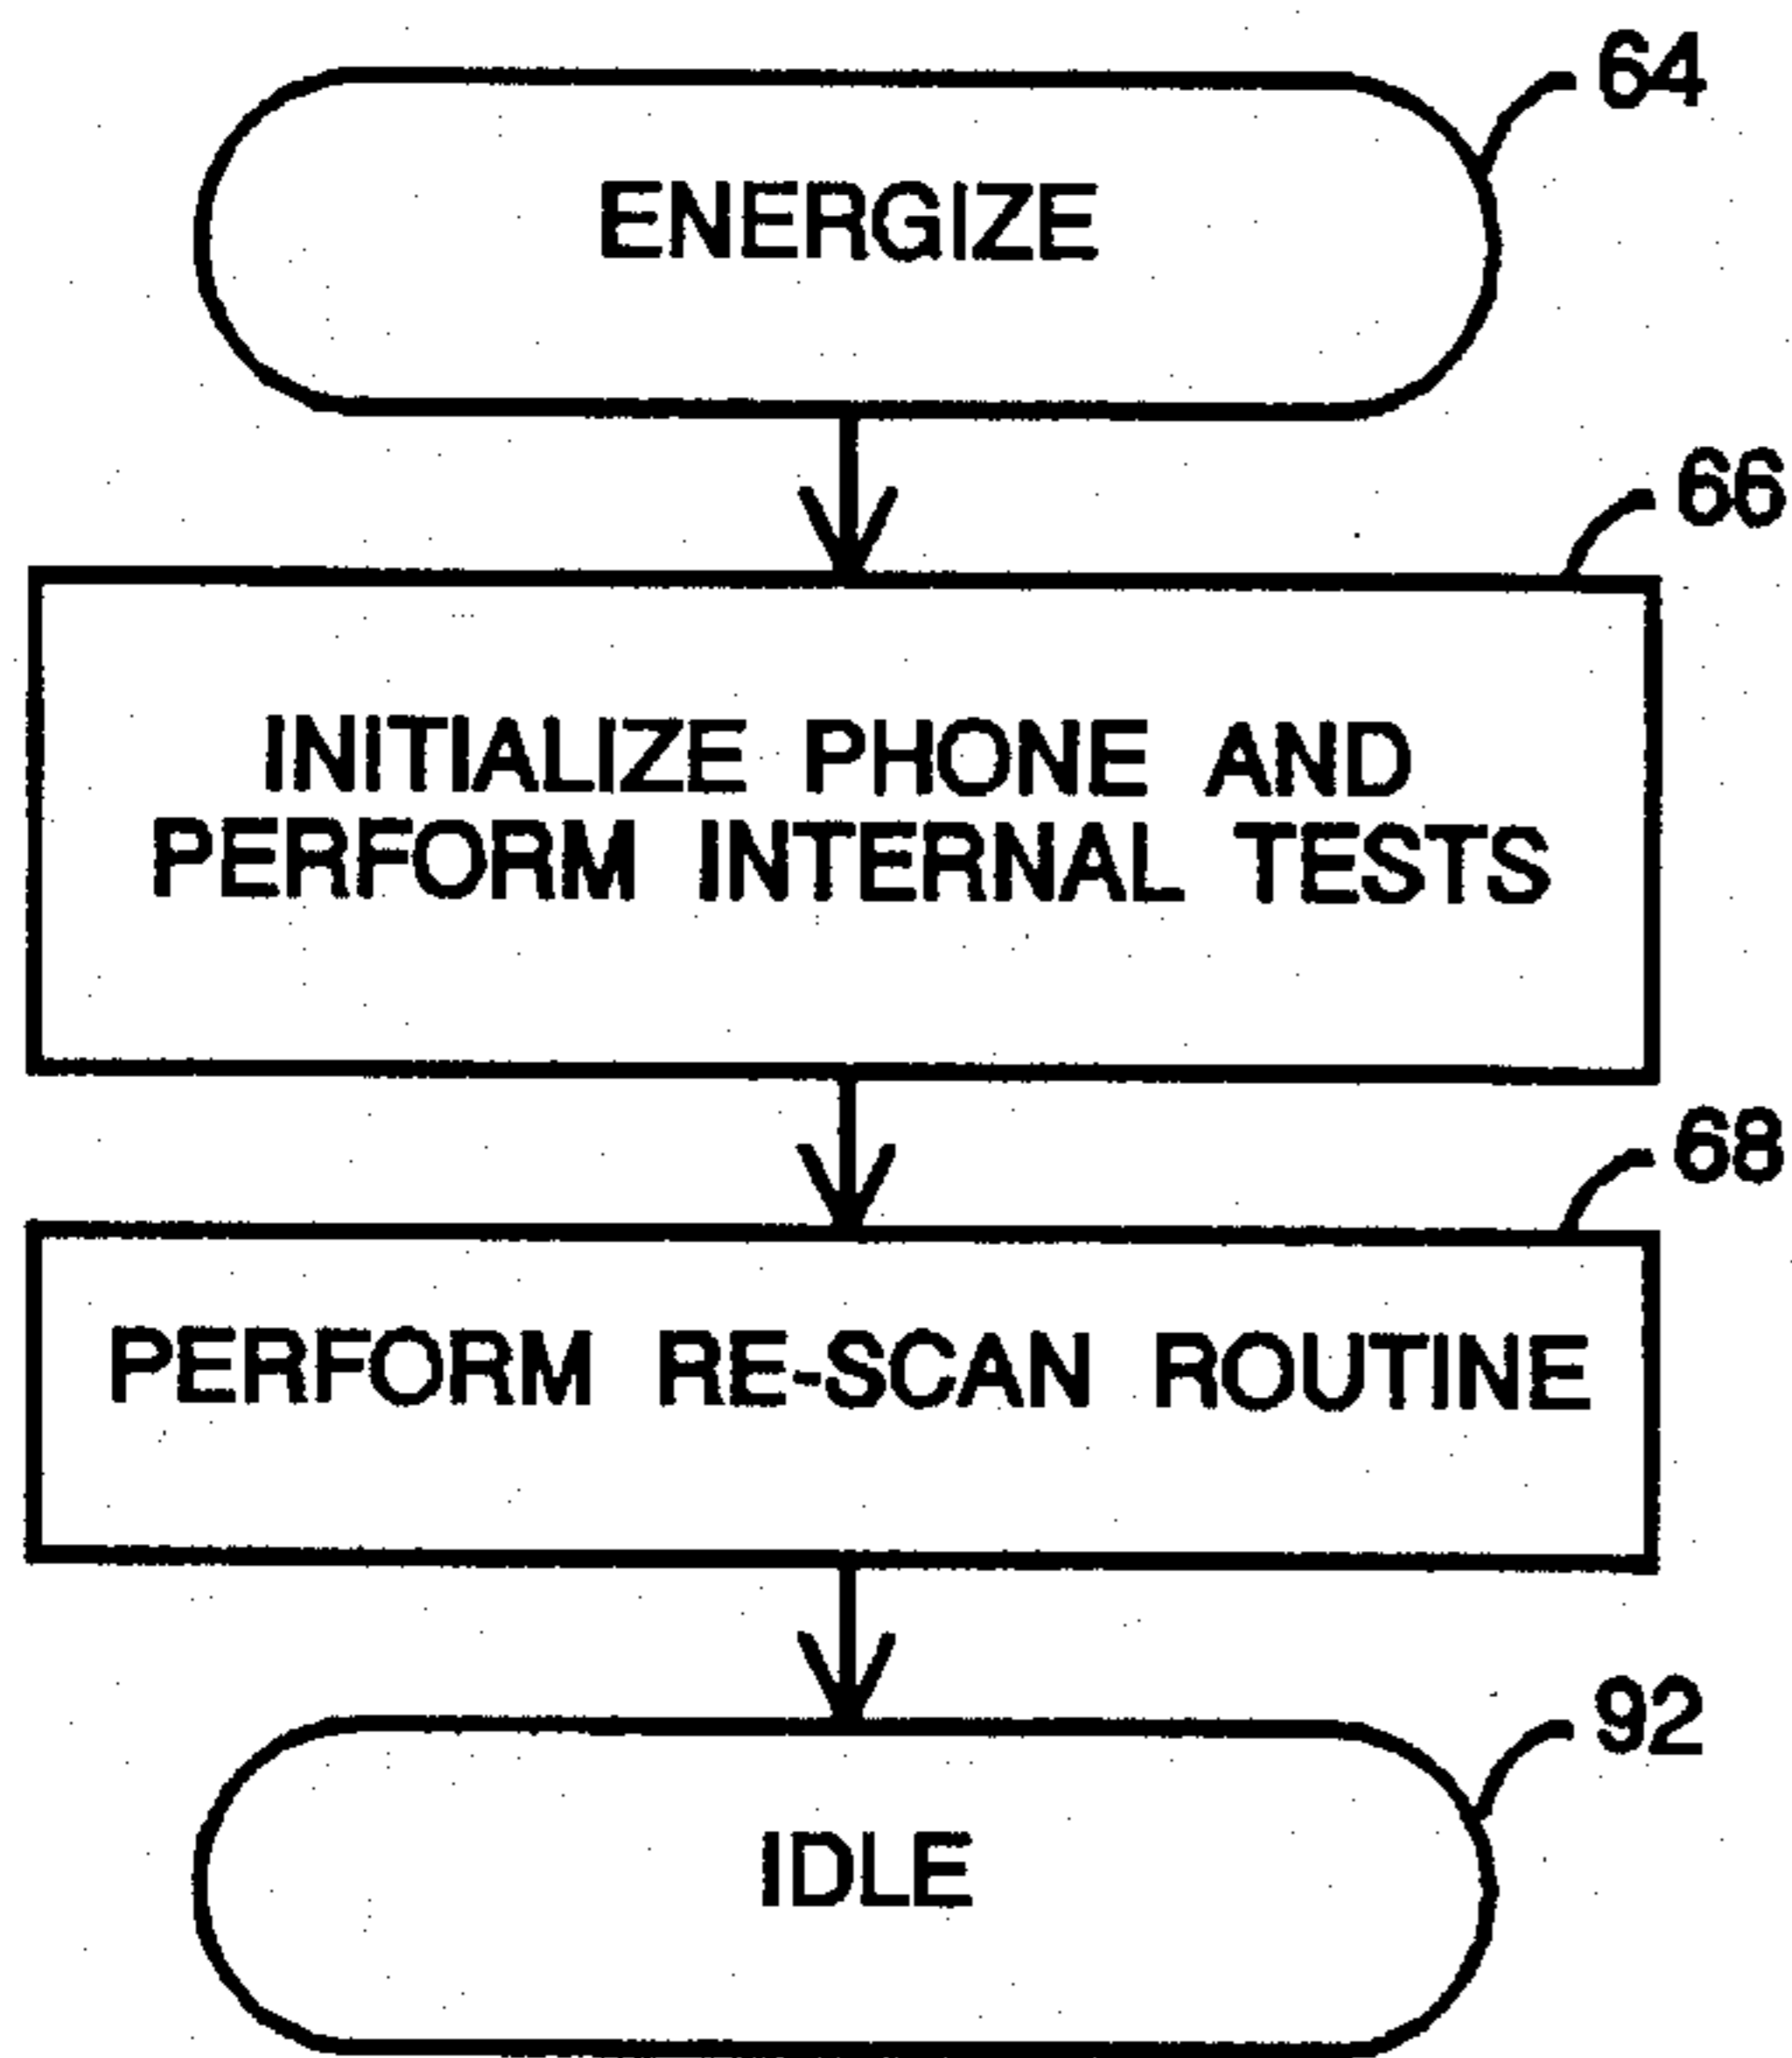 64
ENERGIZE
66
INITIALIZE PHONE AND
PERFORM INTERNAL TESTS
68
PERFORM RE-SCAN ROUTINE
92
IDLE